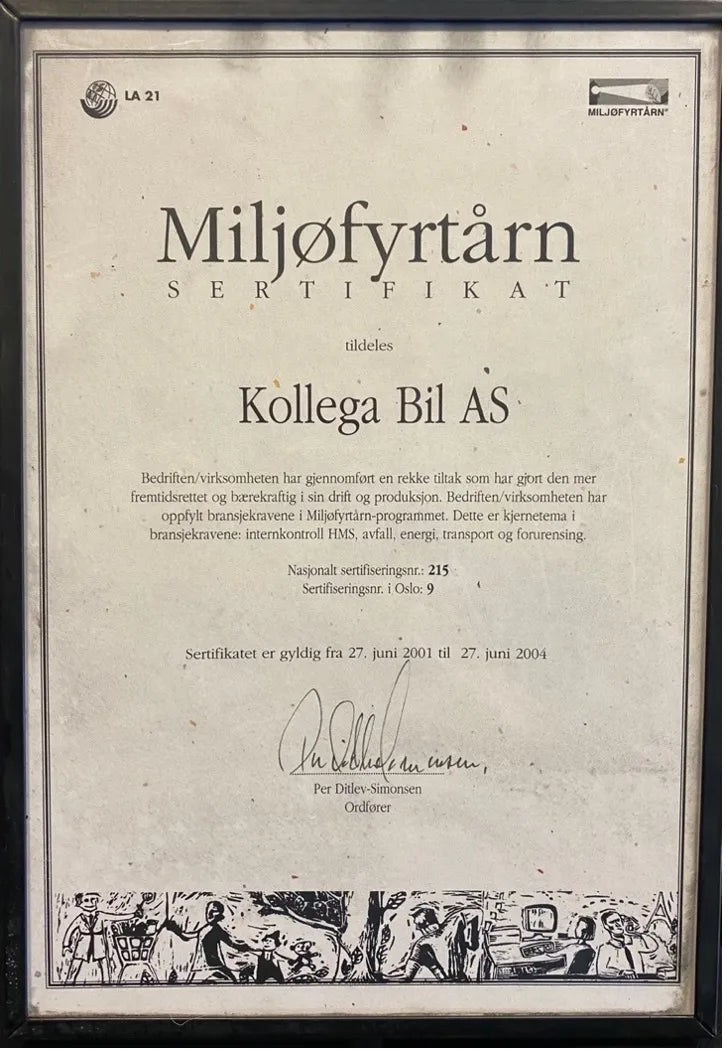 LA 21
MILJØFYRTÅRN®
Miljøfyrtårn
SERTIFIKAT
tildeles
Kollega Bil AS
Bedriften/virksomheten har gjennomført en rekke tiltak som har gjort den mer
fremtidsrettet og bærekraftig i sin drift og produksjon. Bedriften/virksomheten har
oppfylt bransjekravene i Miljøfyrtårn-programmet. Dette er kjernetema i
bransjekravene: internkontroll HMS, avfall, energi, transport og forurensing.
Nasjonalt sertifiseringsnr.: 215
Sertifiseringsnr. i Oslo: 9
Sertifikatet er gyldig fra 27. juni 2001 til 27. juni 2004
Per Ditlev-Simonsen
Per Ditlev-Simonsen
Ordfører